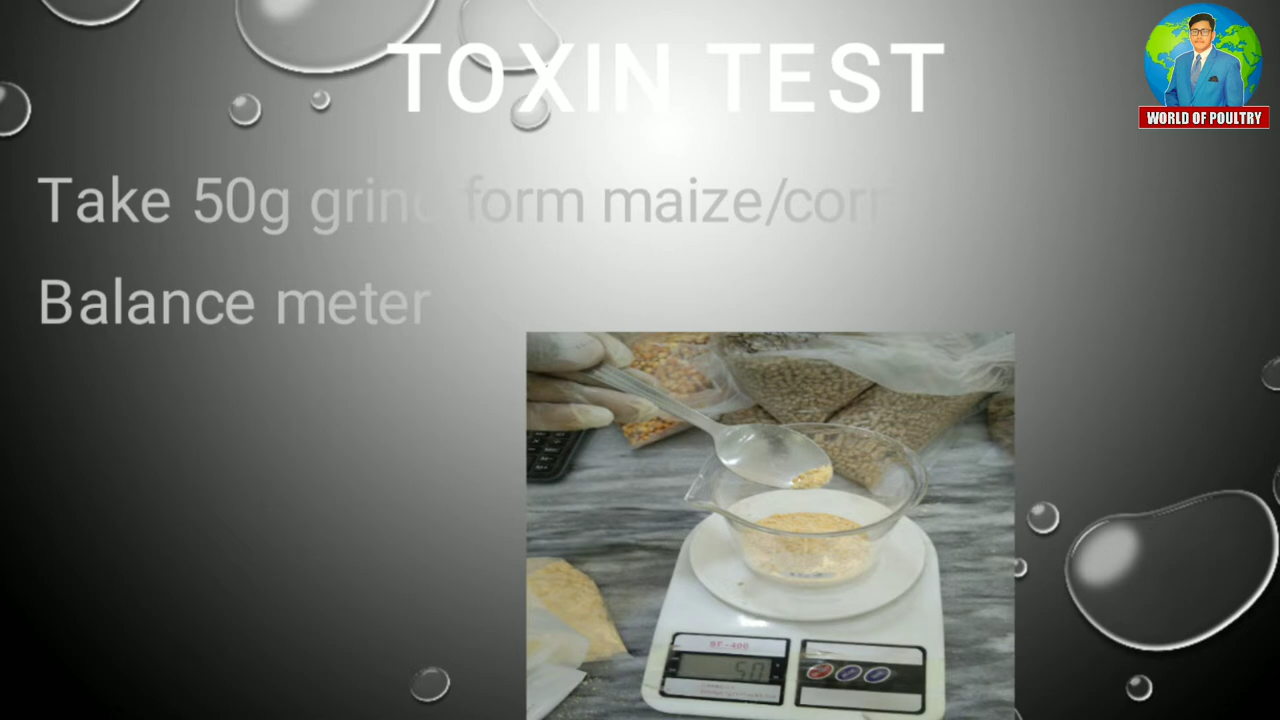 TOXIN TEST
WORLD OF POULTRY
Take 50g grind form maize/corn
Balance meter
SF-400
50